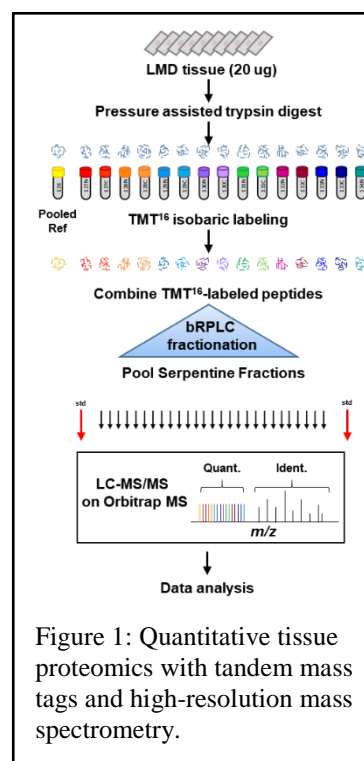 LMD tissue (20 ug)
Pressure assisted trypsin digest
Pooled
Ref
TMT¹⁶ isobaric labeling
Combine TMT¹⁶-labeled peptides
bRPLC
fractionation
Pool Serpentine Fractions
std
std
LC-MS/MS
on Orbitrap MS
Quant.
Ident.
m/z
Data analysis
Figure 1: Quantitative tissue
proteomics with tandem mass
tags and high-resolution mass
spectrometry.